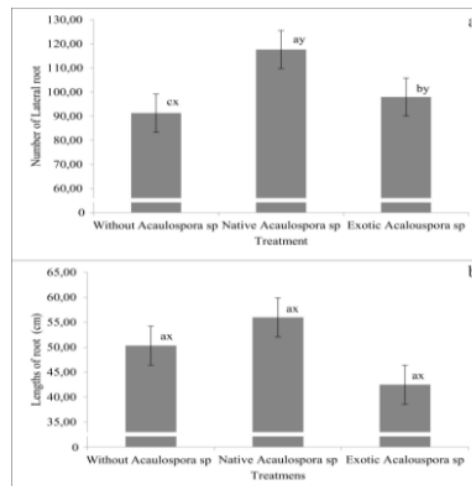 a
130,00
120,00
110,00
100,00
90,00
80,00
70,00
60,00
0
Number of Lateral root
cx
ay
by
Without Acaulospora sp
Native Acaulospora sp
Exotic Acalouspora sp
Treatment
b
65,00
60,00
55,00
50,00
45,00
40,00
35,00
0
Lengths of root (cm)
ax
ax
ax
Without Acaulospora sp
Native Acaulospora sp
Exotic Acalouspora sp
Treatmens